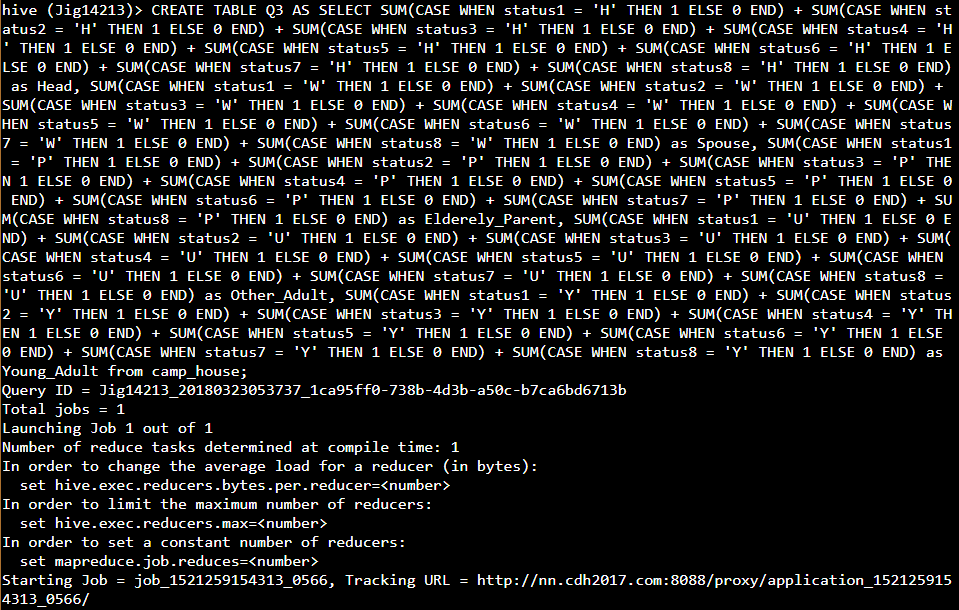 hive (Jig14213)> CREATE TABLE Q3 AS SELECT SUM(CASE WHEN status1 = 'H' THEN 1 ELSE 0 END) + SUM(CASE WHEN st
atus2 = 'H' THEN 1 ELSE 0 END) + SUM(CASE WHEN status3 = 'H' THEN 1 ELSE 0 END) + SUM(CASE WHEN status4 = 'H
' THEN 1 ELSE 0 END) + SUM(CASE WHEN status5 = 'H' THEN 1 ELSE 0 END) + SUM(CASE WHEN status6 = 'H' THEN 1 E
LSE 0 END) + SUM(CASE WHEN status7 = 'H' THEN 1 ELSE 0 END) + SUM(CASE WHEN status8 = 'H' THEN 1 ELSE 0 END)
 as Head, SUM(CASE WHEN status1 = 'W' THEN 1 ELSE 0 END) + SUM(CASE WHEN status2 = 'W' THEN 1 ELSE 0 END) +
SUM(CASE WHEN status3 = 'W' THEN 1 ELSE 0 END) + SUM(CASE WHEN status4 = 'W' THEN 1 ELSE 0 END) + SUM(CASE W
HEN status5 = 'W' THEN 1 ELSE 0 END) + SUM(CASE WHEN status6 = 'W' THEN 1 ELSE 0 END) + SUM(CASE WHEN status
7 = 'W' THEN 1 ELSE 0 END) + SUM(CASE WHEN status8 = 'W' THEN 1 ELSE 0 END) as Spouse, SUM(CASE WHEN status1
 = 'P' THEN 1 ELSE 0 END) + SUM(CASE WHEN status2 = 'P' THEN 1 ELSE 0 END) + SUM(CASE WHEN status3 = 'P' THE
N 1 ELSE 0 END) + SUM(CASE WHEN status4 = 'P' THEN 1 ELSE 0 END) + SUM(CASE WHEN status5 = 'P' THEN 1 ELSE 0
 END) + SUM(CASE WHEN status6 = 'P' THEN 1 ELSE 0 END) + SUM(CASE WHEN status7 = 'P' THEN 1 ELSE 0 END) + SU
M(CASE WHEN status8 = 'P' THEN 1 ELSE 0 END) as Elderely_Parent, SUM(CASE WHEN status1 = 'U' THEN 1 ELSE 0 E
ND) + SUM(CASE WHEN status2 = 'U' THEN 1 ELSE 0 END) + SUM(CASE WHEN status3 = 'U' THEN 1 ELSE 0 END) + SUM(
CASE WHEN status4 = 'U' THEN 1 ELSE 0 END) + SUM(CASE WHEN status5 = 'U' THEN 1 ELSE 0 END) + SUM(CASE WHEN
status6 = 'U' THEN 1 ELSE 0 END) + SUM(CASE WHEN status7 = 'U' THEN 1 ELSE 0 END) + SUM(CASE WHEN status8 =
'U' THEN 1 ELSE 0 END) as Other_Adult, SUM(CASE WHEN status1 = 'Y' THEN 1 ELSE 0 END) + SUM(CASE WHEN status
2 = 'Y' THEN 1 ELSE 0 END) + SUM(CASE WHEN status3 = 'Y' THEN 1 ELSE 0 END) + SUM(CASE WHEN status4 = 'Y' TH
EN 1 ELSE 0 END) + SUM(CASE WHEN status5 = 'Y' THEN 1 ELSE 0 END) + SUM(CASE WHEN status6 = 'Y' THEN 1 ELSE
0 END) + SUM(CASE WHEN status7 = 'Y' THEN 1 ELSE 0 END) + SUM(CASE WHEN status8 = 'Y' THEN 1 ELSE 0 END) as
Young_Adult from camp_house;
Query ID = Jig14213_20180323053737_1ca95ff0-738b-4d3b-a50c-b7ca6bd6713b
Total jobs = 1
Launching Job 1 out of 1
Number of reduce tasks determined at compile time: 1
In order to change the average load for a reducer (in bytes):
  set hive.exec.reducers.bytes.per.reducer=<number>
In order to limit the maximum number of reducers:
  set hive.exec.reducers.max=<number>
In order to set a constant number of reducers:
  set mapreduce.job.reduces=<number>
Starting Job = job_1521259154313_0566, Tracking URL = http://nn.cdh2017.com:8088/proxy/application_152125915
4313_0566/